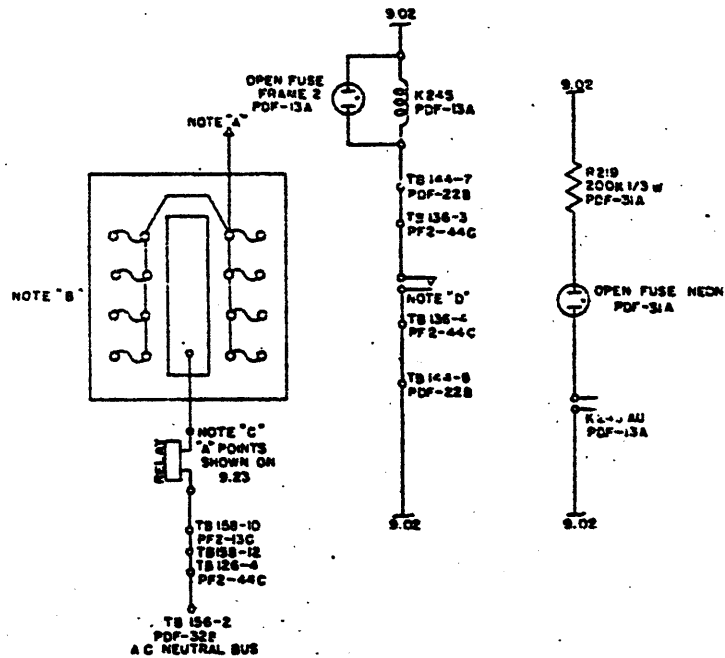 9.02
OPEN FUSE
FRAME 2
PDF-13A
K245
PDF-13A
NOTE "A"
TB 144-7
PDF-22B
TB 136-3
PF2-44C
NOTE "D"
TB 136-4
PF2-44C
TB 144-8
PDF-22B
9.02
9.02
R219
200K 1/3 W
PDF-31A
OPEN FUSE NEON
PDF-31A
AU
PDF-13A
9.02
NOTE "B"
NOTE "C"
"A" POINTS
SHOWN ON
9.23
RELAY
TB 158-10
PF2-13C
TB158-12
TB 126-4
PF2-44C
TB 156-2
AC NEUTRAL BUS